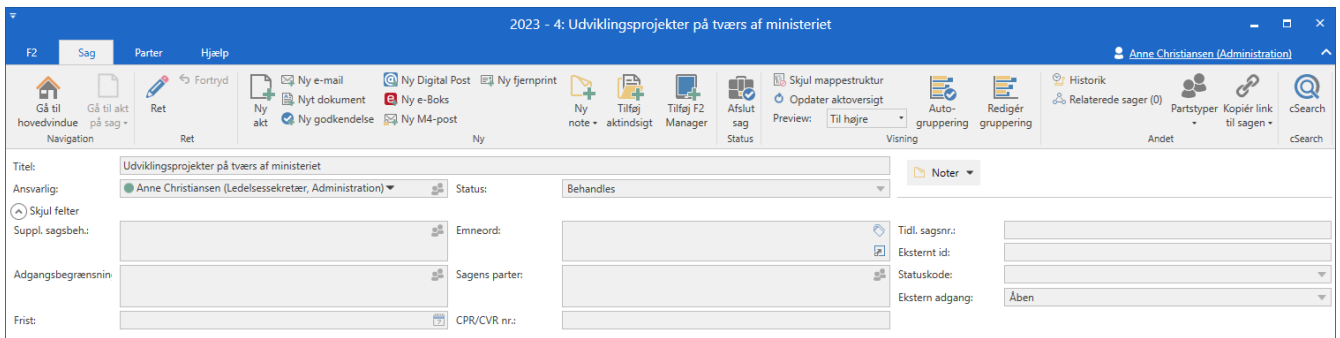 2023 - 4: Udviklingsprojekter på tværs af ministeriet
F2 Sag Parter Hjælp Anne Christiansen (Administration)
Gå til hovedvindue
Gå til akt på sag
Navigation
Ret
Fortryd
Ret
Ny akt
Ny e-mail
Nyt dokument
Ny godkendelse
Ny Digital Post
Ny e-Boks
Ny M4-post
Ny fjernprint
Ny note
Tilføj aktindsigt
Tilføj F2 Manager
Ny
Afslut sag
Status
Skjul mappestruktur
Opdater aktoversigt
Preview: Til højre
Auto-gruppering
Redigér gruppering
Visning
Historik
Relaterede sager (0)
Partstyper
Kopiér link til sagen
Andet
cSearch
cSearch
Titel: Udviklingsprojekter på tværs af ministeriet
Noter
Ansvarlig: Anne Christiansen (Ledelsessekretær, Administration) Status: Behandles
Skjul felter
Suppl. sagsbeh.: Emneord: Tidl. sagsnr.:
Eksternt id:
Adgangsbegrænsnin Sagens parter: Statuskode:
Ekstern adgang: Åben
Frist: CPR/CVR nr.: